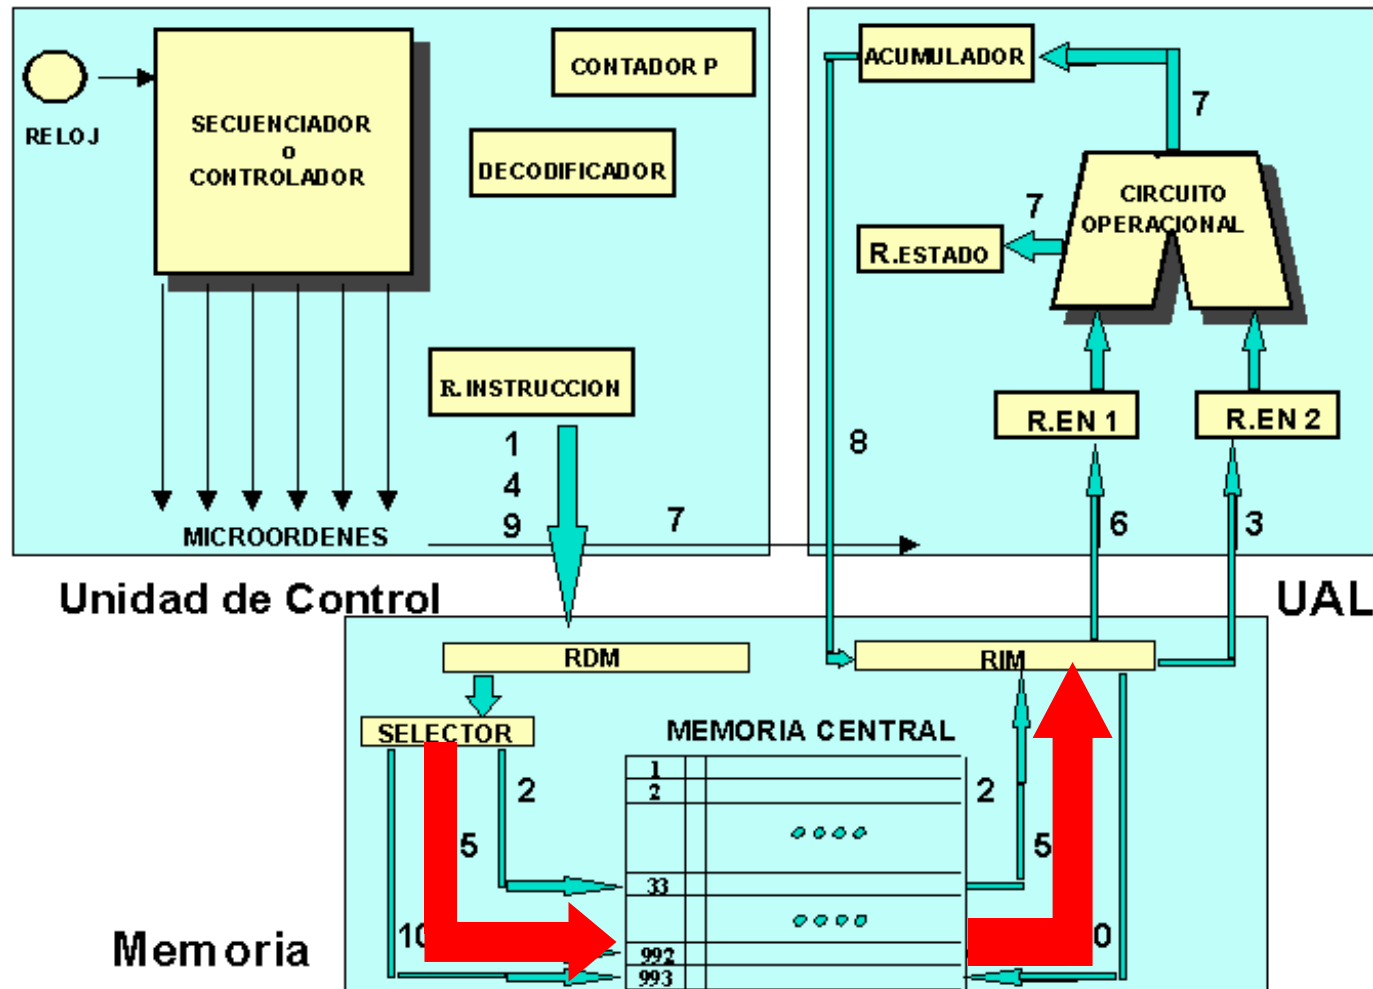 RELOJ
SECUENCIADOR
o
CONTROLADOR
CONTADOR P
DECODIFICADOR
R.INSTRUCCION
1
4
9
7
MICROORDENES
Unidad de Control
ACUMULADOR
7
CIRCUITO
OPERACIONAL
7
R.ESTADO
R.EN 1
R.EN 2
8
6
3
UAL
RDM
RIM
SELECTOR
MEMORIA CENTRAL
1
2
33
992
993
2
5
10
2
5
0
Memoria